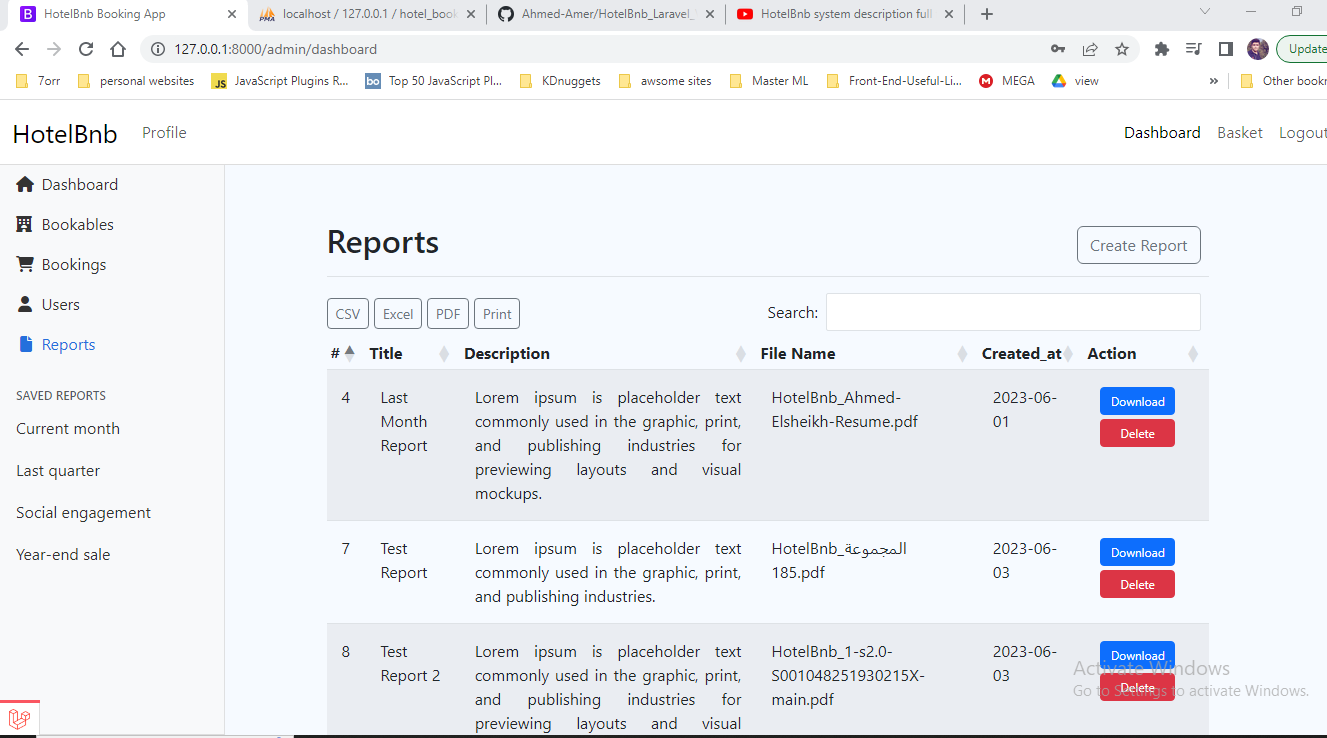 HotelBnb Booking App
localhost / 127.0.0.1 / hotel_book
Ahmed-Amer/HotelBnb_Laravel_
HotelBnb system description full
127.0.0.1:8000/admin/dashboard
Update
7orr
personal websites
JS
JavaScript Plugins R...
bo
Top 50 JavaScript Pl...
KDnuggets
awsome sites
Master ML
Front-End-Useful-Li...
MEGA
view
»
Other bookn
HotelBnb
Profile
Dashboard
Basket
Logout
Dashboard
Bookables
Bookings
Users
Reports
SAVED REPORTS
Current month
Last quarter
Social engagement
Year-end sale
Reports
Create Report
CSV
Excel
PDF
Print
Search:
# Title Description File Name Created_at Action
4
Last
Month
Report
Lorem ipsum is placeholder text
commonly used in the graphic, print,
and publishing industries for
previewing layouts and visual
mockups.
HotelBnb_Ahmed-
Elsheikh-Resume.pdf
2023-06-
01
Download
Delete
7
Test
Report
Lorem ipsum is placeholder text
commonly used in the graphic, print,
and publishing industries.
HotelBnb_المجموعة
185.pdf
2023-06-
03
Download
Delete
8
Test
Report 2
Lorem ipsum is placeholder text
commonly used in the graphic, print,
and publishing industries for
previewing layouts and visual
HotelBnb_1-s2.0-
S001048251930215X-
main.pdf
2023-06-
03
Download
Delete
Activate Windows
Go to Settings to activate Windows.